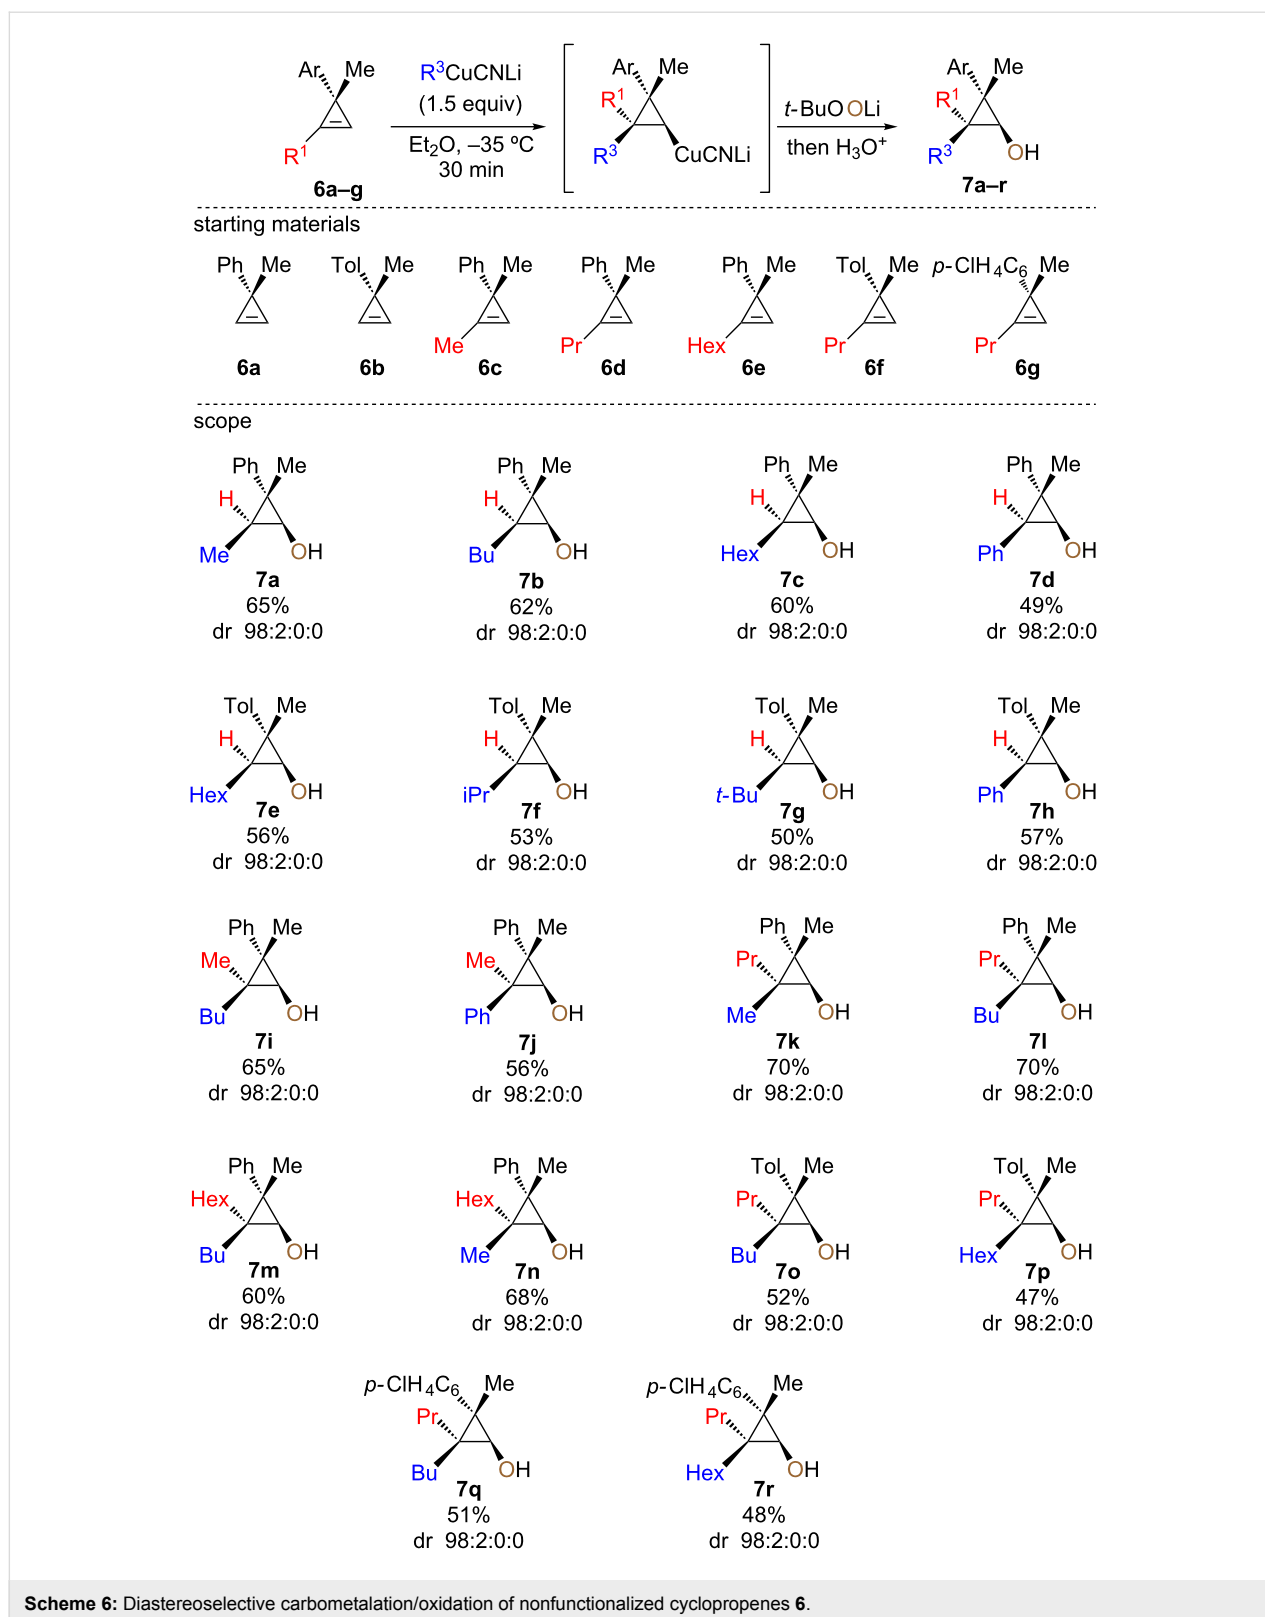 Ar Me R³CuCNLi Ar Me Ar Me
R¹ (1.5 equiv) R¹ t-BuOOLi R¹
Et₂O, –35 ºC R³ CuCNLi then H₃O⁺ R³ OH
30 min
6a–g 7a–r
starting materials
Ph Me Tol Me Ph Me Ph Me Ph Me Tol Me p-ClH₄C₆ Me
Me Pr Hex Pr Pr
6a 6b 6c 6d 6e 6f 6g
scope
Ph Me Ph Me Ph Me Ph Me
H H H H
Me OH Bu OH Hex OH Ph OH
7a 7b 7c 7d
65% 62% 60% 49%
dr 98:2:0:0 dr 98:2:0:0 dr 98:2:0:0 dr 98:2:0:0
Tol Me Tol Me Tol Me Tol Me
H H H H
Hex OH iPr OH t-Bu OH Ph OH
7e 7f 7g 7h
56% 53% 50% 57%
dr 98:2:0:0 dr 98:2:0:0 dr 98:2:0:0 dr 98:2:0:0
Ph Me Ph Me Ph Me Ph Me
Me Me Pr Pr
Bu OH Ph OH Me OH Bu OH
7i 7j 7k 7l
65% 56% 70% 70%
dr 98:2:0:0 dr 98:2:0:0 dr 98:2:0:0 dr 98:2:0:0
Ph Me Ph Me Tol Me Tol Me
Hex Hex Pr Pr
Bu OH Me OH Bu OH Hex OH
7m 7n 7o 7p
60% 68% 52% 47%
dr 98:2:0:0 dr 98:2:0:0 dr 98:2:0:0 dr 98:2:0:0
p-ClH₄C₆ Me p-ClH₄C₆ Me
Pr Pr
Bu OH Hex OH
7q 7r
51% 48%
dr 98:2:0:0 dr 98:2:0:0
Scheme 6: Diastereoselective carbometalation/oxidation of nonfunctionalized cyclopropenes 6.